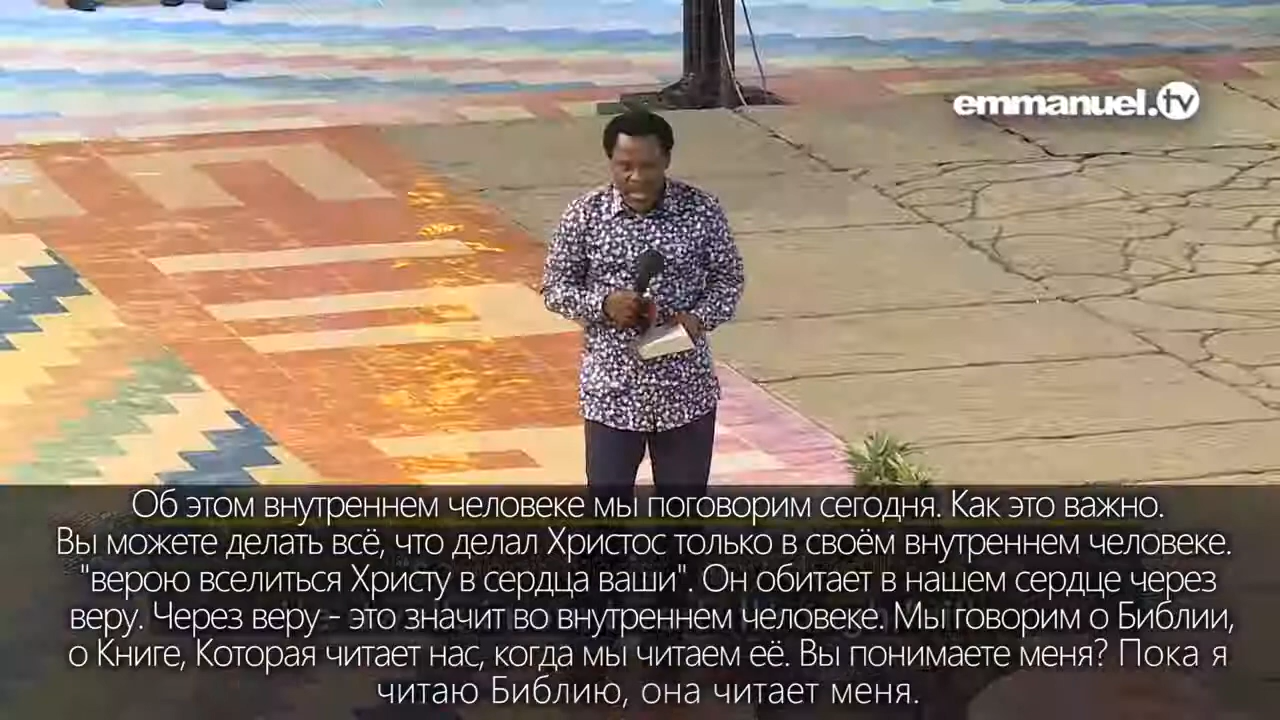 emmanuel.tv
Об этом внутреннем человеке мы поговорим сегодня. Как это важно.
Вы можете делать всё, что делал Христос только в своём внутреннем человеке.
"верою вселиться Христу в сердца ваши". Он обитает в нашем сердце через
веру. Через веру - это значит во внутреннем человеке. Мы говорим о Библии,
о Книге, Которая читает нас, когда мы читаем её. Вы понимаете меня? Пока я
читаю Библию, она читает меня.